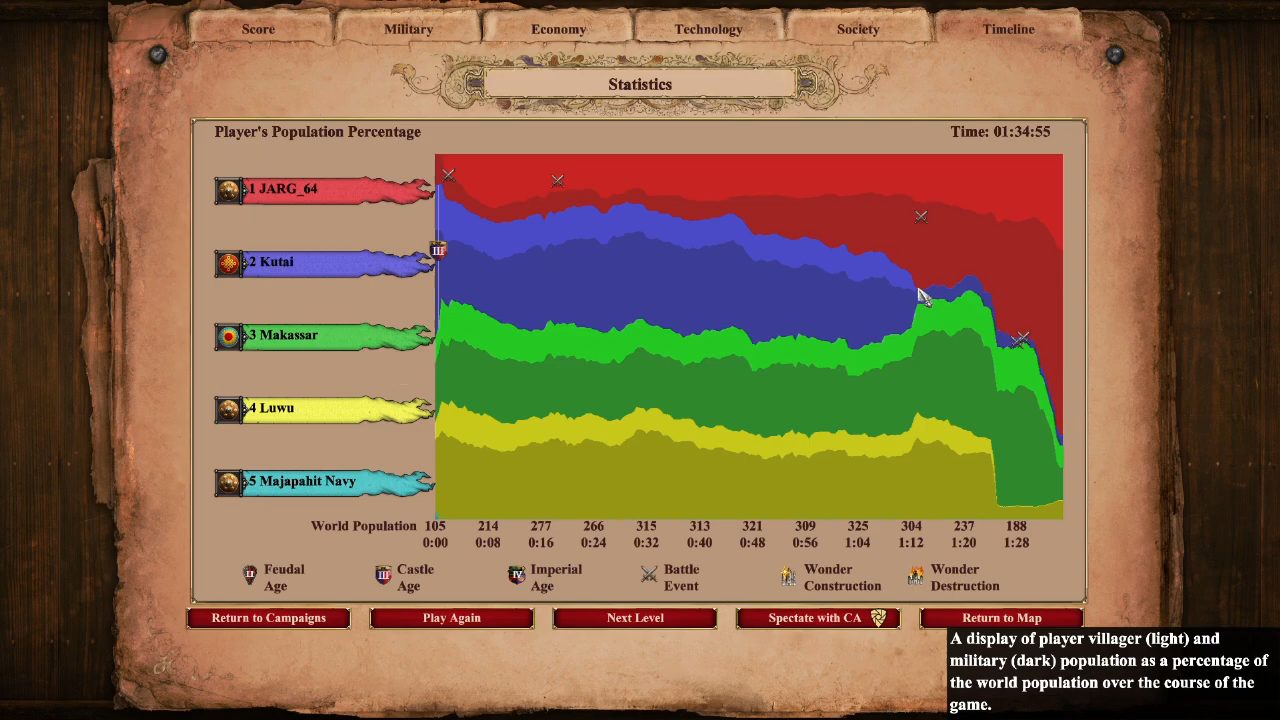 Score Military Economy Technology Society Timeline
Statistics
Player's Population Percentage Time: 01:34:55
1 JARG_64
2 Kutai
III
3 Makassar
4 Luwu
5 Majapahit Navy
World Population 105 214 277 266 315 313 321 309 325 304 237 188
0:00 0:08 0:16 0:24 0:32 0:40 0:48 0:56 1:04 1:12 1:20 1:28
II Feudal Age
III Castle Age
IV Imperial Age
Battle Event
Wonder Construction
Wonder Destruction
Return to Campaigns Play Again Next Level Spectate with CA Return to Map
A display of player villager (light) and
military (dark) population as a percentage of
the world population over the course of the
game.